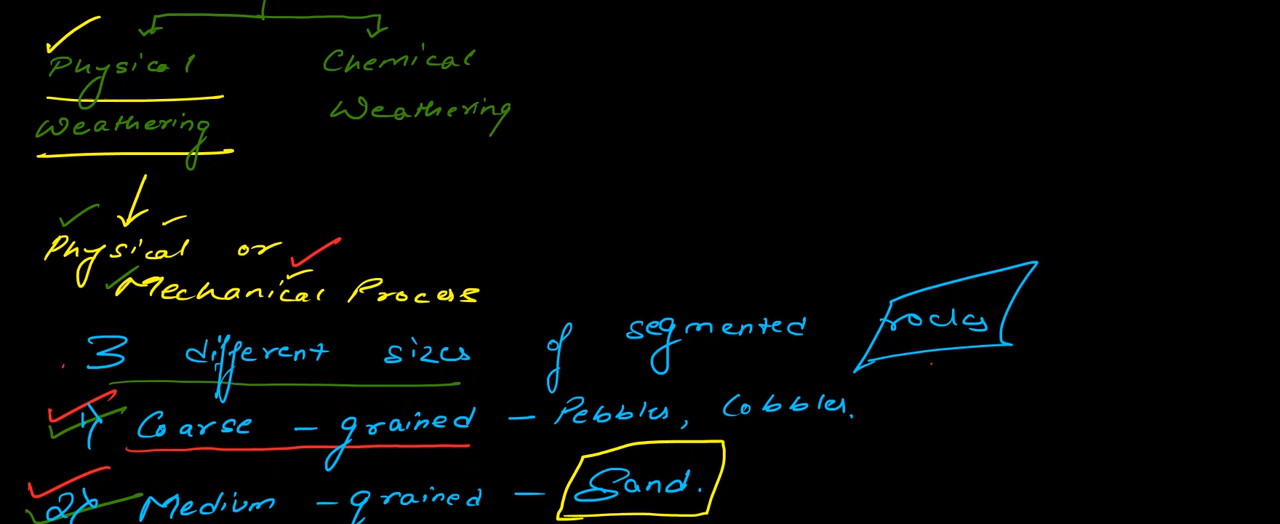 Physical Chemical
Weathering Weathering
Physical or
Mechanical Process
3 different sizes of segmented rocks
1) Coarse - grained - Pebbles, Cobbles.
2) Medium - grained - Sand.